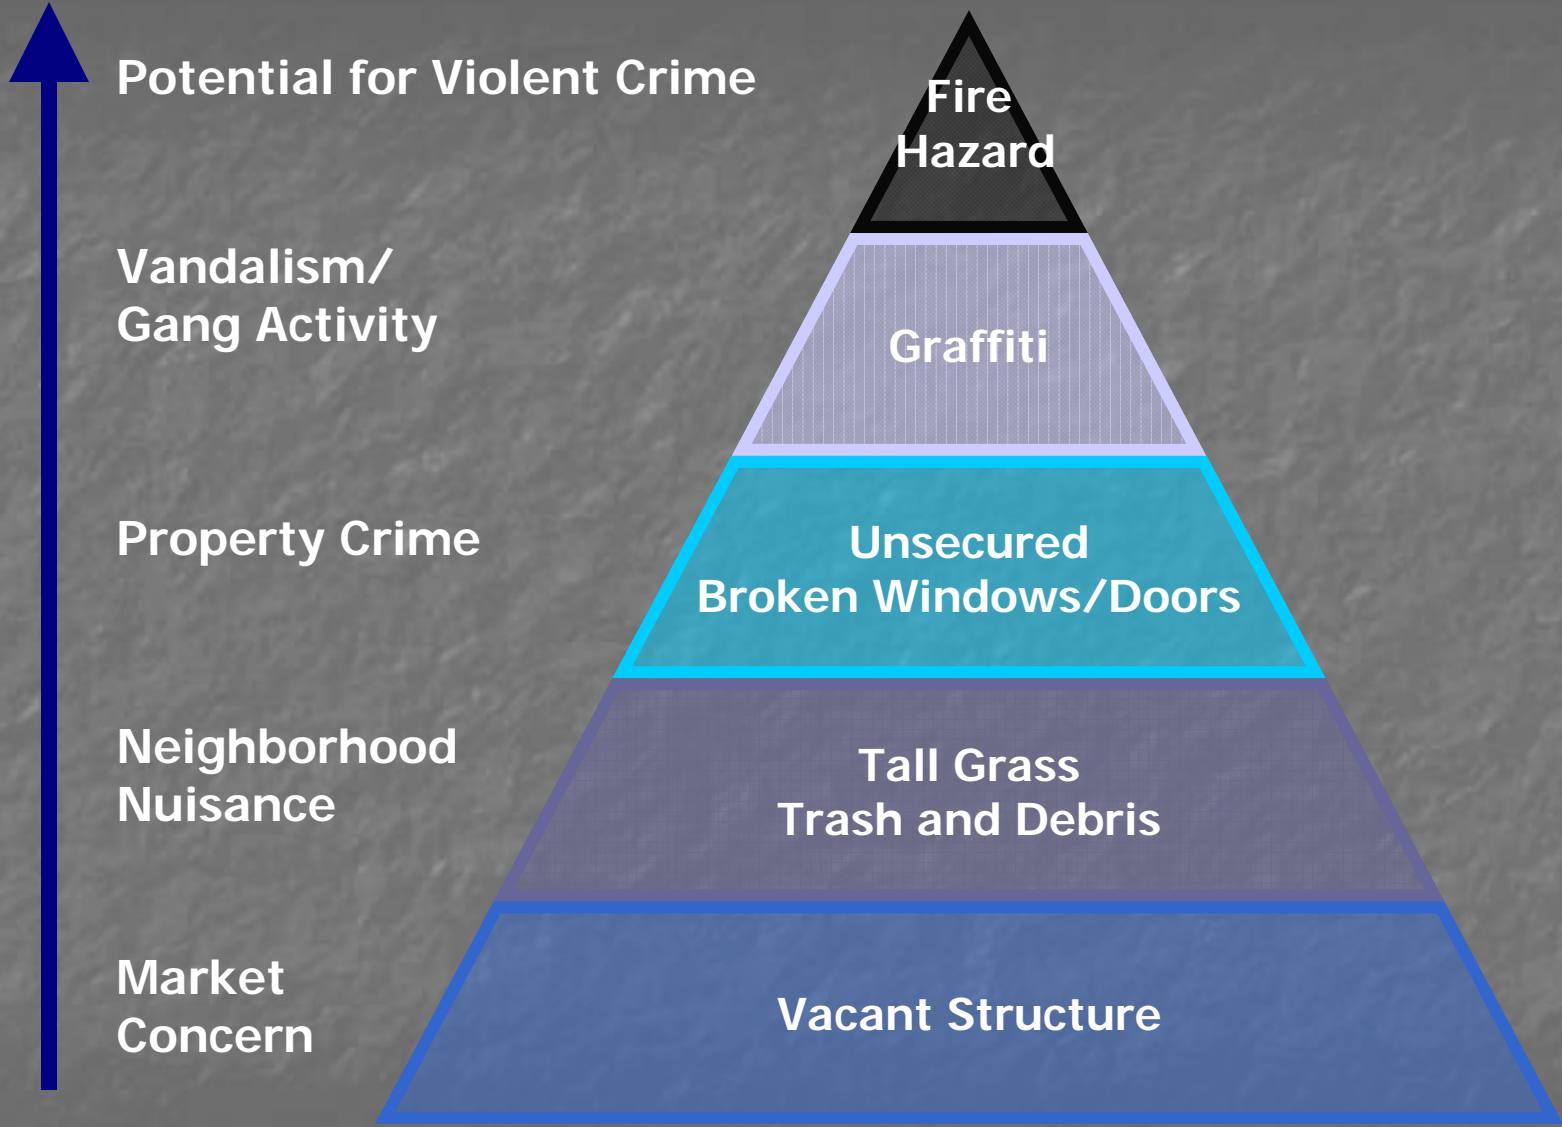 Potential for Violent Crime
Fire
Hazard
Vandalism/
Gang Activity
Graffiti
Property Crime
Unsecured
Broken Windows/Doors
Neighborhood
Nuisance
Tall Grass
Trash and Debris
Market
Concern
Vacant Structure